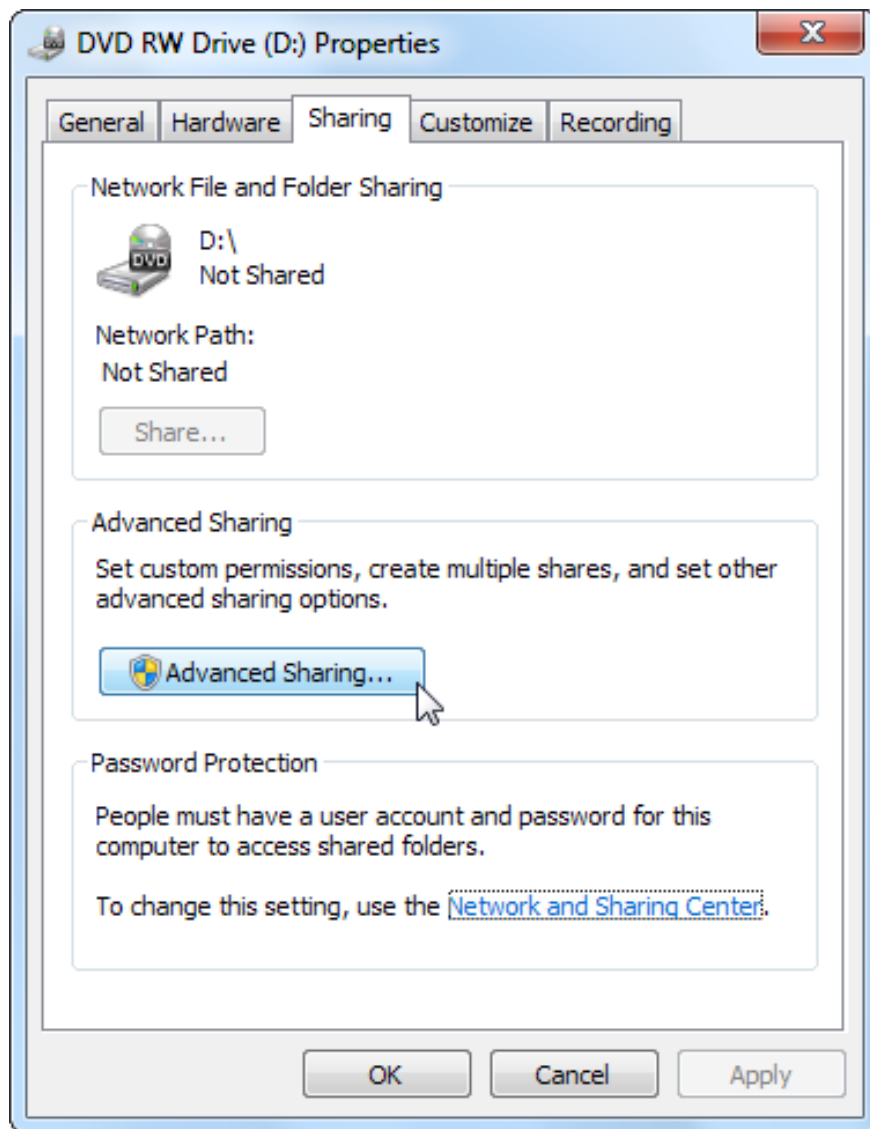 DVD RW Drive (D:) Properties
General Hardware Sharing Customize Recording
Network File and Folder Sharing
DVD
D:\
Not Shared
Network Path:
Not Shared
Share...
Advanced Sharing
Set custom permissions, create multiple shares, and set other
advanced sharing options.
Advanced Sharing...
Password Protection
People must have a user account and password for this
computer to access shared folders.
To change this setting, use the Network and Sharing Center.
OK Cancel Apply